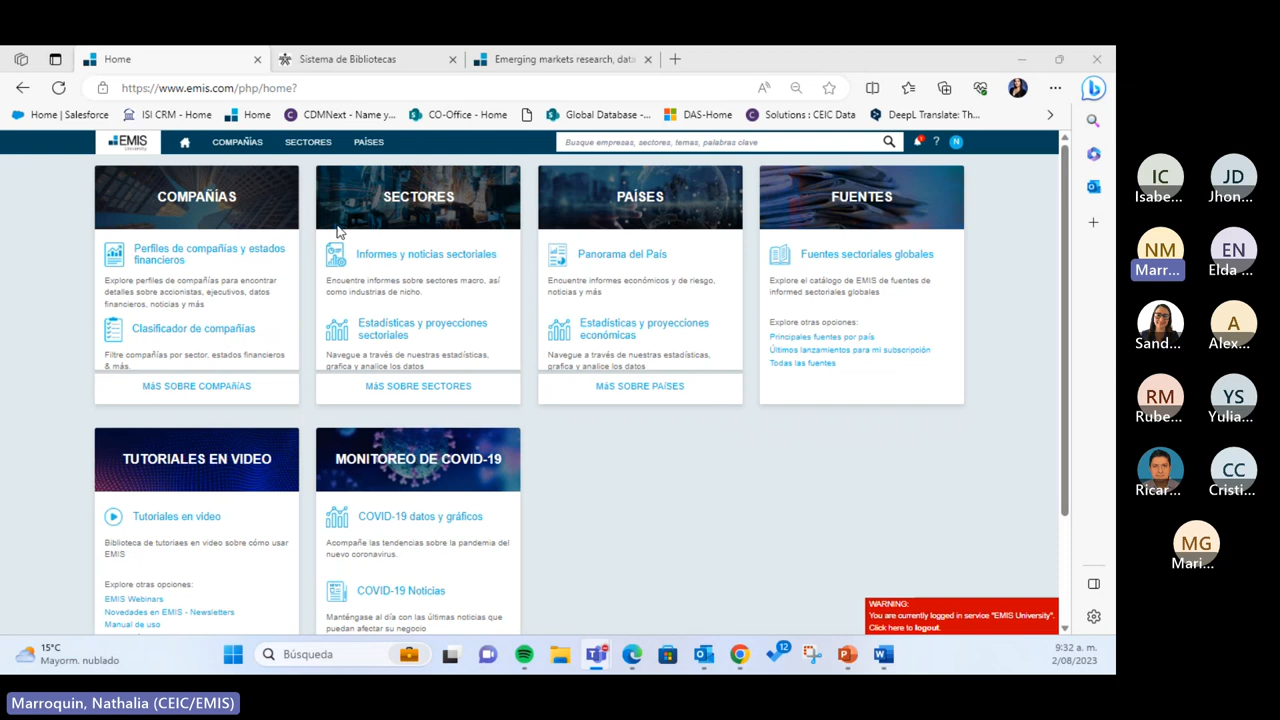 Home
Sistema de Bibliotecas
Emerging markets research, data
https://www.emis.com/php/home?
Home | Salesforce
ISI CRM - Home
Home
CDMNext - Name y...
CO-Office - Home
Global Database -...
DAS-Home
Solutions : CEIC Data
DeepL Translate: Th...
EMIS
University
COMPAÑÍAS
SECTORES
PAÍSES
Busque empresas, sectores, temas, palabras clave
?
N
COMPAÑÍAS
Perfiles de compañías y estados
financieros
Explore perfiles de compañías para encontrar
detalles sobre accionistas, ejecutivos, datos
financieros, noticias y más
Clasificador de compañías
Filtre compañías por sector, estados financieros
& más.
MáS SOBRE COMPAñíAS
SECTORES
Informes y noticias sectoriales
Encuentre informes sobre sectores macro, así
como industrias de nicho.
Estadísticas y proyecciones
sectoriales
Navegue a través de nuestras estadísticas,
grafica y analice los datos
MáS SOBRE SECTORES
PAÍSES
Panorama del País
Encuentre informes económicos y de riesgo,
noticias y más
Estadísticas y proyecciones
económicas
Navegue a través de nuestras estadísticas,
grafica y analice los datos
MáS SOBRE PAíSES
FUENTES
Fuentes sectoriales globales
Explore el catálogo de EMIS de fuentes de
informed sectoriales globales
Explore otras opciones:
Principales fuentes por país
Últimos lanzamientos para mi subscripción
Todas las fuentes
TUTORIALES EN VIDEO
Tutoriales en video
Biblioteca de tutoriaes en video sobre cómo usar
EMIS
Explore otras opciones:
EMIS Webinars
Novedades en EMIS - Newsletters
Manual de uso
MONITOREO DE COVID-19
COVID-19 datos y gráficos
Acompañe las tendencias sobre la pandemia del
nuevo coronavirus.
COVID-19 Noticias
Manténgase al día con las últimas noticias que
puedan afectar su negocio
WARNING:
You are currently logged in service "EMIS University".
Click here to logout.
15°C
Mayorm. nublado
Búsqueda
12
9:32 a. m.
2/08/2023
IC
Isabe...
JD
Jhon...
NM
Marr...
EN
Elda ...
Sand...
A
Alex...
RM
Rube...
YS
Yulia...
Ricar...
CC
Cristi...
MG
Mari...
Marroquin, Nathalia (CEIC/EMIS)